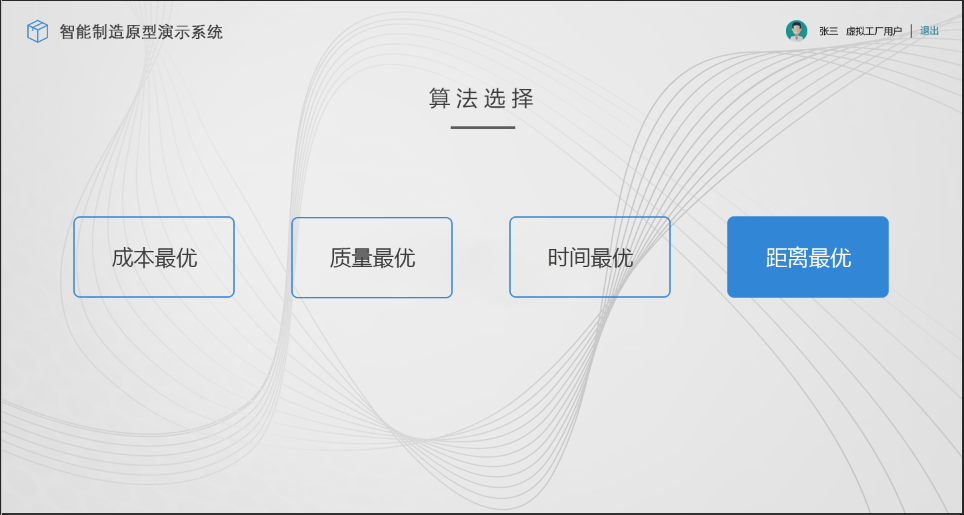 智能制造原型演示系统
张三 虚拟工厂用户 | 退出
算法选择
成本最优
质量最优
时间最优
距离最优